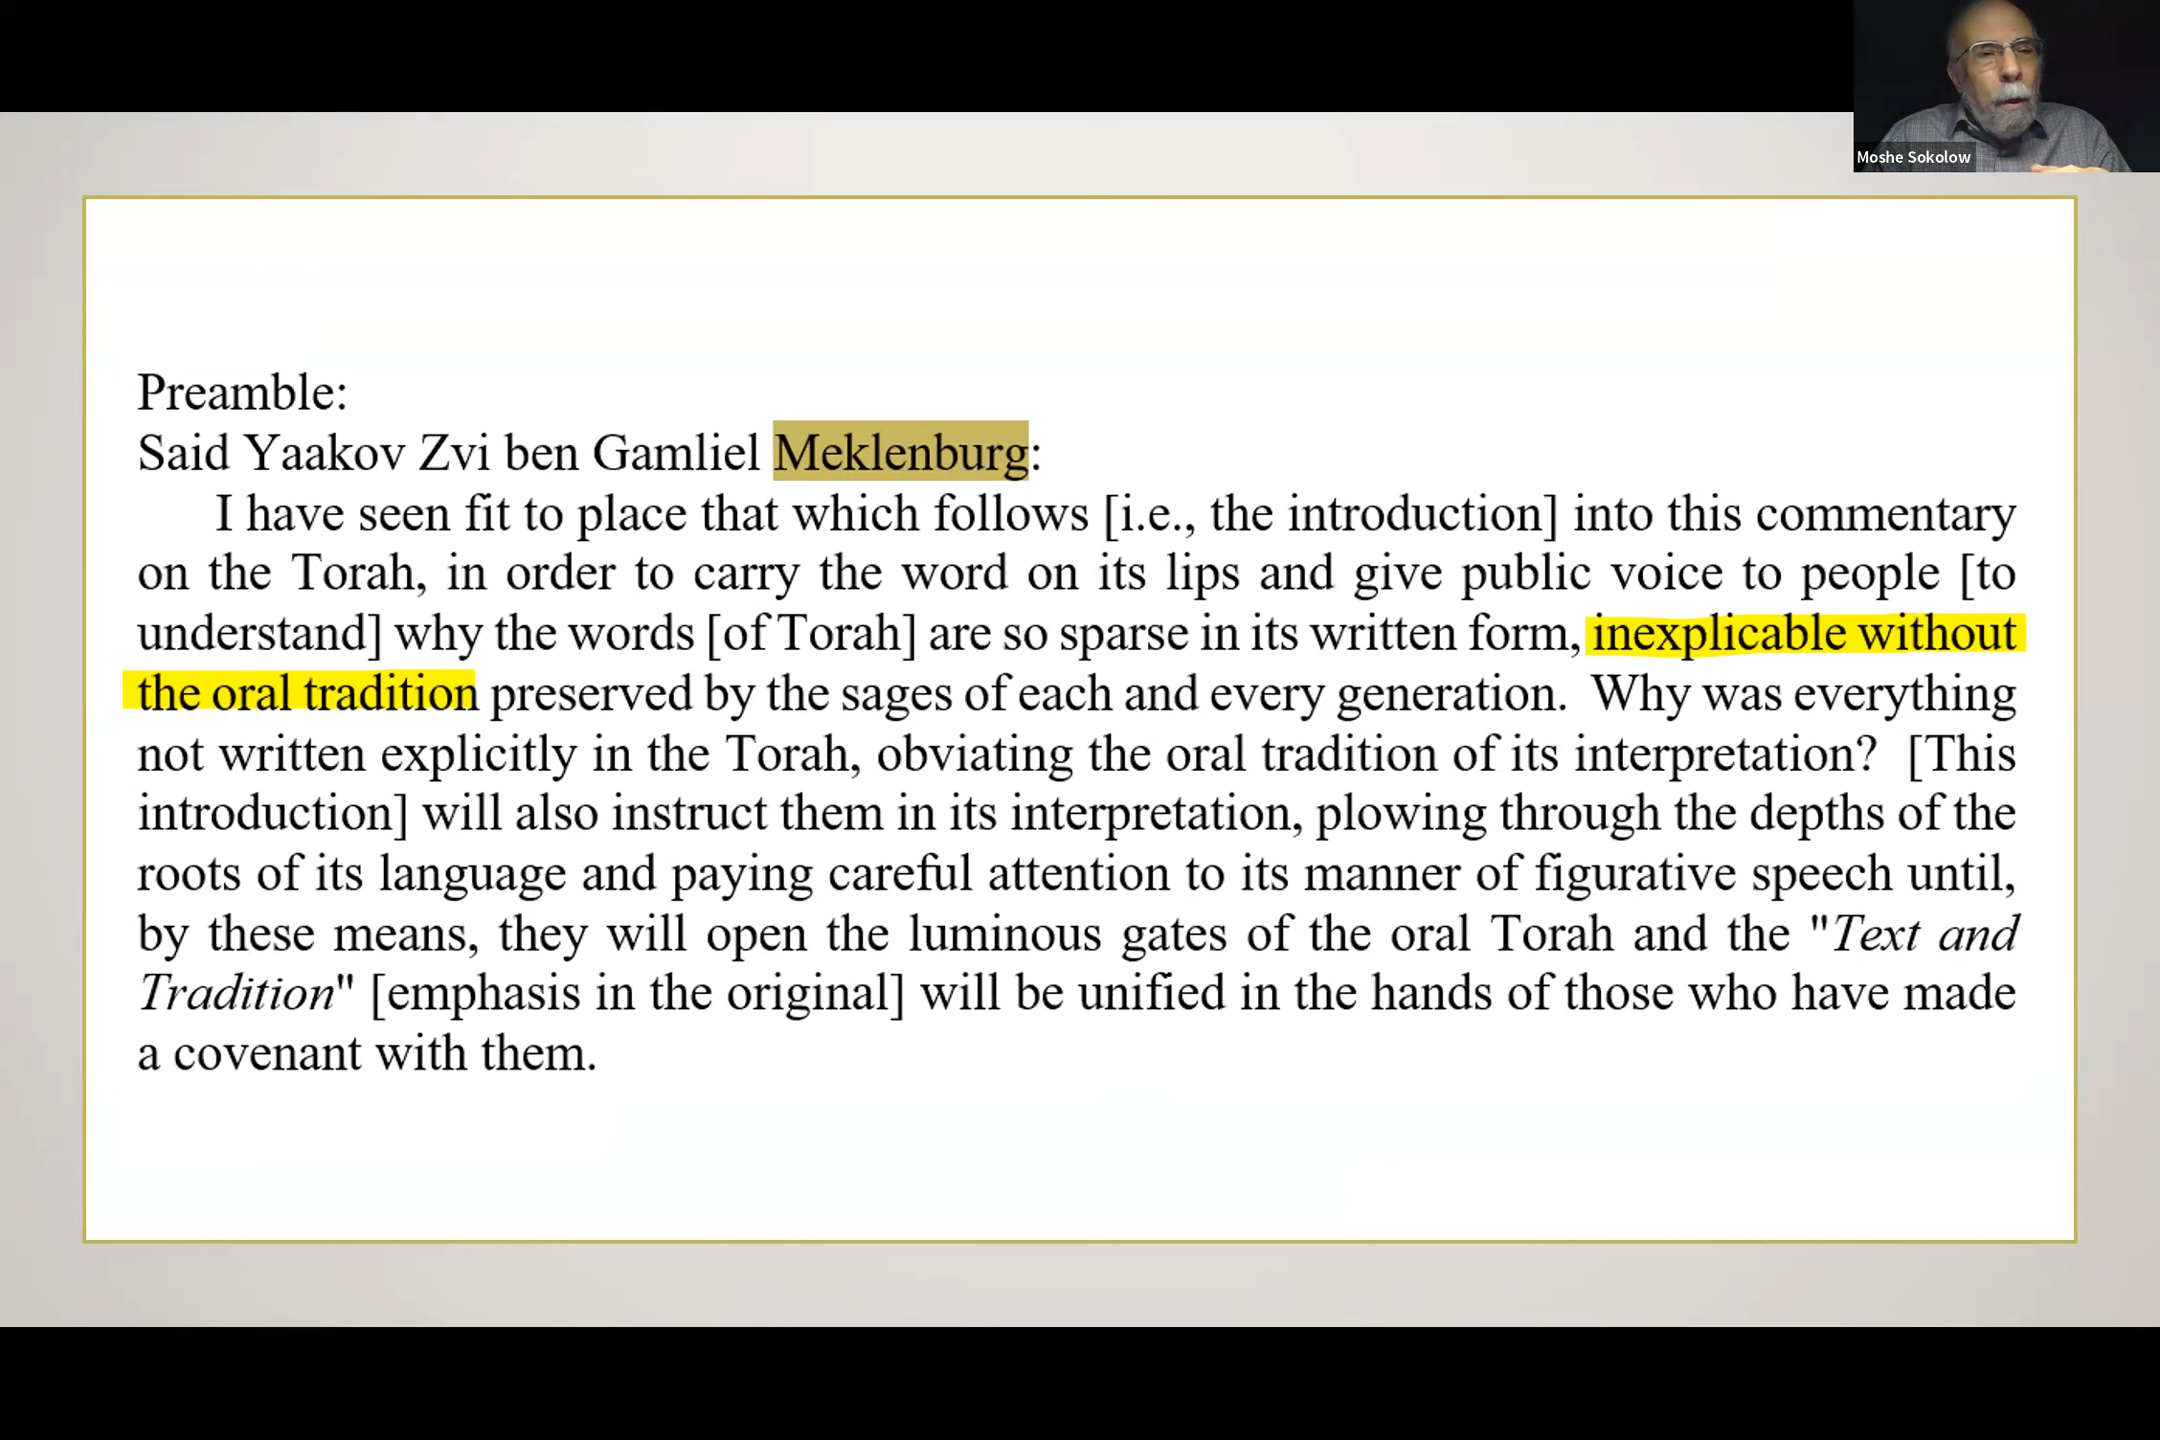 Moshe Sokolow
Preamble:
Said Yaakov Zvi ben Gamliel Meklenburg:
I have seen fit to place that which follows [i.e., the introduction] into this commentary
on the Torah, in order to carry the word on its lips and give public voice to people [to
understand] why the words [of Torah] are so sparse in its written form, inexplicable without
the oral tradition preserved by the sages of each and every generation.  Why was everything
not written explicitly in the Torah, obviating the oral tradition of its interpretation?  [This
introduction] will also instruct them in its interpretation, plowing through the depths of the
roots of its language and paying careful attention to its manner of figurative speech until,
by these means, they will open the luminous gates of the oral Torah and the "Text and
Tradition" [emphasis in the original] will be unified in the hands of those who have made
a covenant with them.